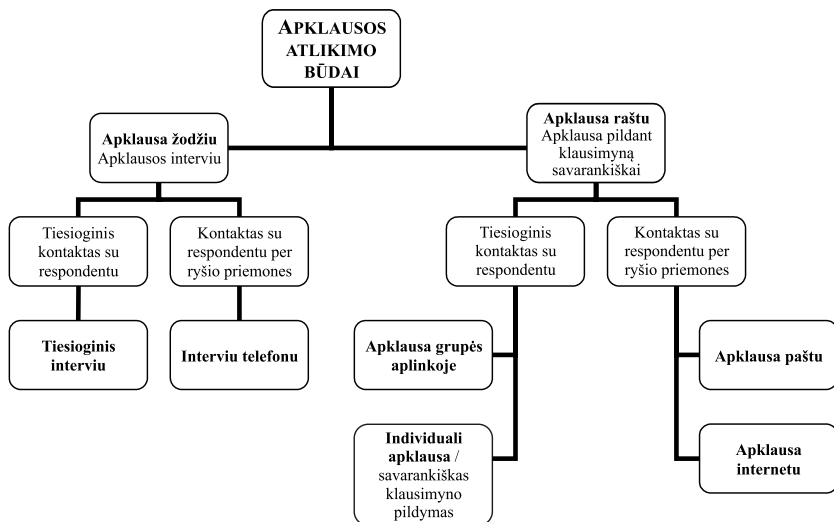 APKLAUSOS
ATLIKIMO
BŪDAI
Apklausa žodžiu
Apklausos interviu
Apklausa raštu
Apklausa pildant
klausimyną
savarankiškai
Tiesioginis
kontaktas su
respondentu
Kontaktas su
respondentu per
ryšio priemones
Tiesioginis
kontaktas su
respondentu
Kontaktas su
respondentu per
ryšio priemones
Tiesioginis
interviu
Interviu telefonu
Apklausa grupės
aplinkoje
Apklausa paštu
Individuali
apklausa /
savarankiškas
klausimyno
pildymas
Apklausa
internetu